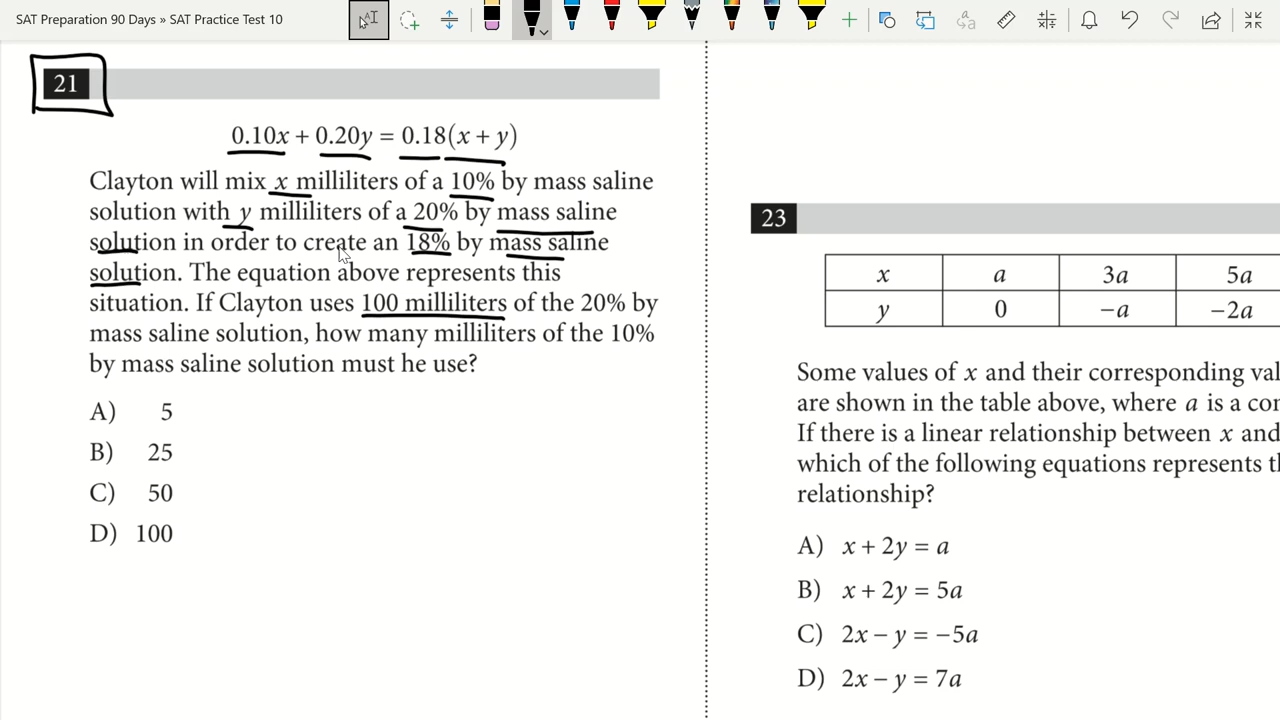 SAT Preparation 90 Days » SAT Practice Test 10
21
0.10x + 0.20y = 0.18(x + y)
Clayton will mix x milliliters of a 10% by mass saline
solution with y milliliters of a 20% by mass saline
solution in order to create an 18% by mass saline
solution. The equation above represents this
situation. If Clayton uses 100 milliliters of the 20% by
mass saline solution, how many milliliters of the 10%
by mass saline solution must he use?
A) 5
B) 25
C) 50
D) 100
23
x a 3a 5a
y 0 −a −2a
Some values of x and their corresponding
are shown in the table above, where a is a
If there is a linear relationship between x and
which of the following equations represents
relationship?
A) x + 2y = a
B) x + 2y = 5a
C) 2x − y = −5a
D) 2x − y = 7a